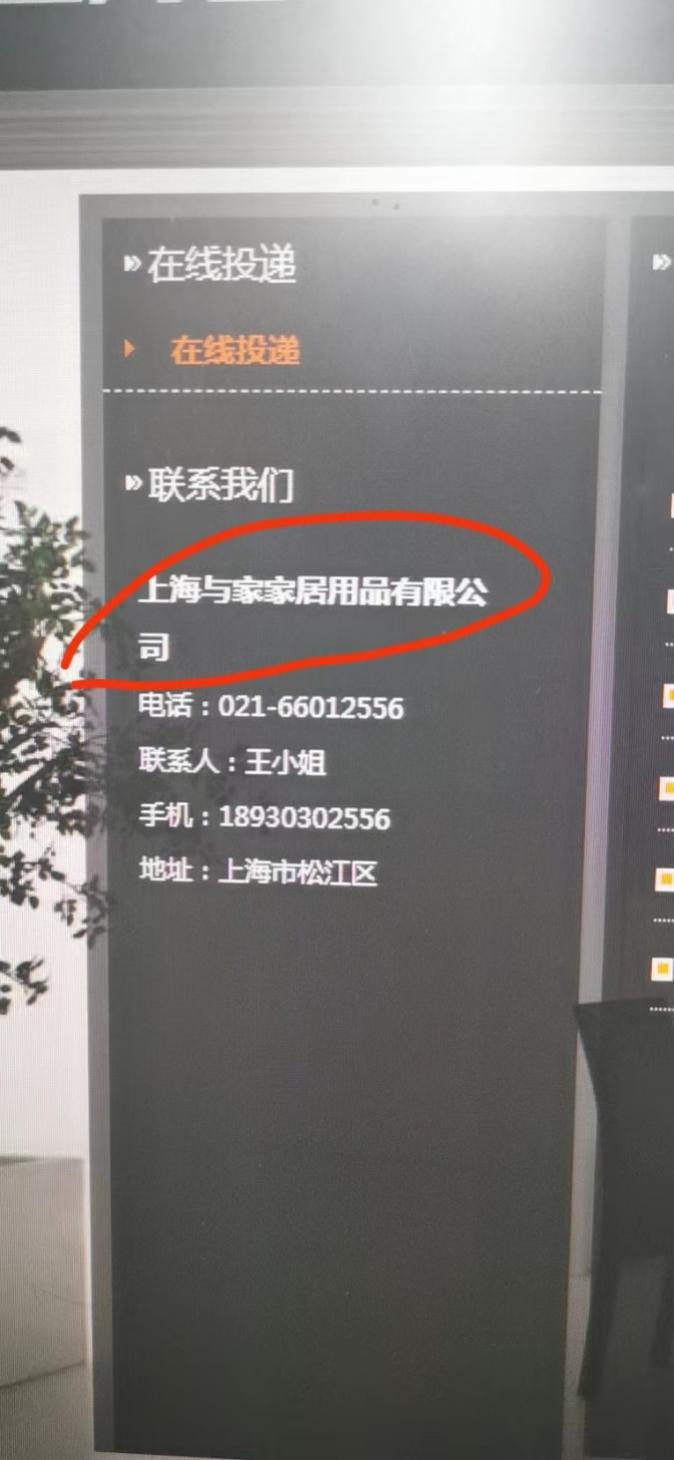 在线投递
在线投递
联系我们
上海与家家居用品有限公
司
电话：021-66012556
联系人：王小姐
手机：18930302556
地址：上海市松江区